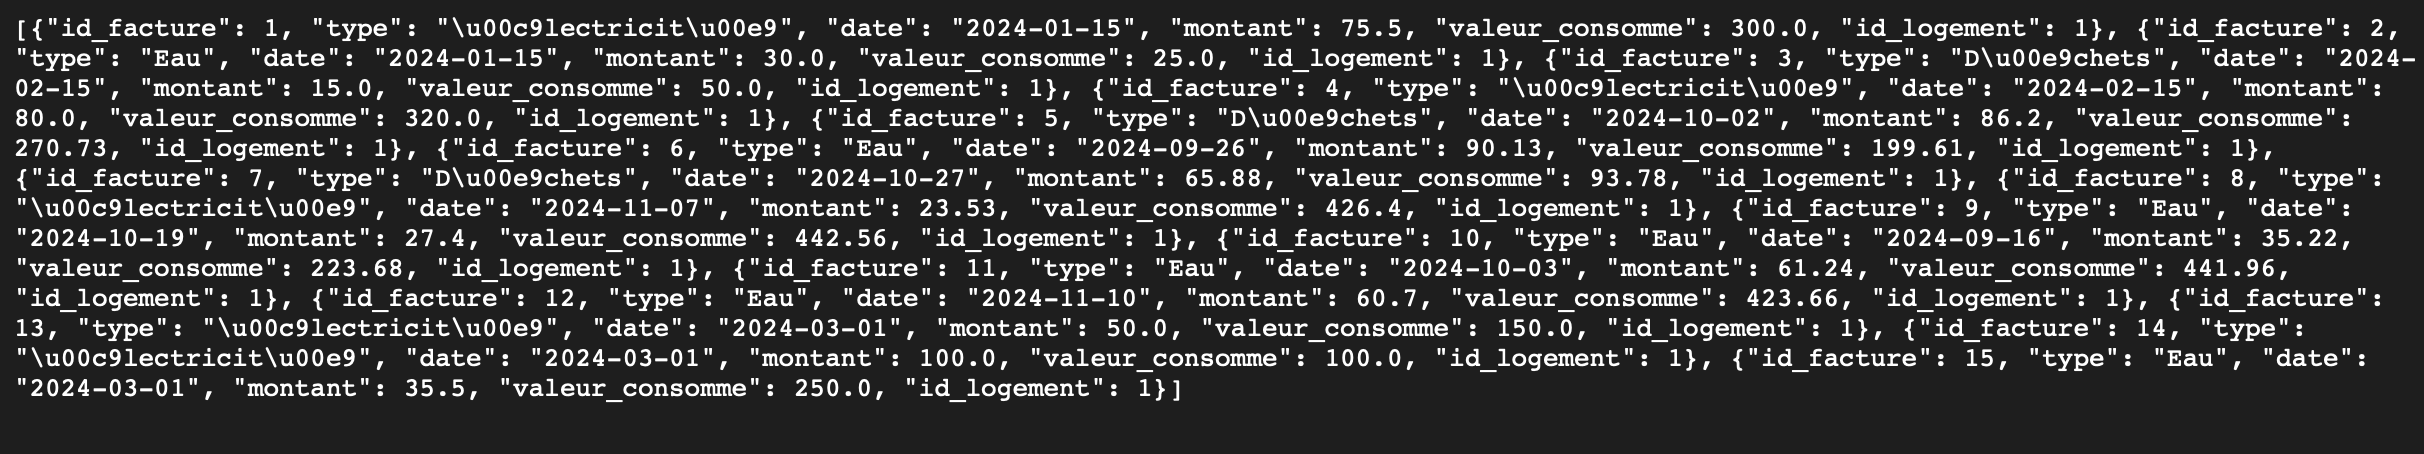 [{"id_facture": 1, "type": "\u00c9lectricit\u00e9", "date": "2024-01-15", "montant": 75.5, "valeur_consomme": 300.0, "id_logement": 1}, {"id_facture": 2,
"type": "Eau", "date": "2024-01-15", "montant": 30.0, "valeur_consomme": 25.0, "id_logement": 1}, {"id_facture": 3, "type": "D\u00e9chets", "date": "2024-
02-15", "montant": 15.0, "valeur_consomme": 50.0, "id_logement": 1}, {"id_facture": 4, "type": "\u00c9lectricit\u00e9", "date": "2024-02-15", "montant":
80.0, "valeur_consomme": 320.0, "id_logement": 1}, {"id_facture": 5, "type": "D\u00e9chets", "date": "2024-10-02", "montant": 86.2, "valeur_consomme":
270.73, "id_logement": 1}, {"id_facture": 6, "type": "Eau", "date": "2024-09-26", "montant": 90.13, "valeur_consomme": 199.61, "id_logement": 1},
{"id_facture": 7, "type": "D\u00e9chets", "date": "2024-10-27", "montant": 65.88, "valeur_consomme": 93.78, "id_logement": 1}, {"id_facture": 8, "type":
"\u00c9lectricit\u00e9", "date": "2024-11-07", "montant": 23.53, "valeur_consomme": 426.4, "id_logement": 1}, {"id_facture": 9, "type": "Eau", "date":
"2024-10-19", "montant": 27.4, "valeur_consomme": 442.56, "id_logement": 1}, {"id_facture": 10, "type": "Eau", "date": "2024-09-16", "montant": 35.22,
"valeur_consomme": 223.68, "id_logement": 1}, {"id_facture": 11, "type": "Eau", "date": "2024-10-03", "montant": 61.24, "valeur_consomme": 441.96,
"id_logement": 1}, {"id_facture": 12, "type": "Eau", "date": "2024-11-10", "montant": 60.7, "valeur_consomme": 423.66, "id_logement": 1}, {"id_facture":
13, "type": "\u00c9lectricit\u00e9", "date": "2024-03-01", "montant": 50.0, "valeur_consomme": 150.0, "id_logement": 1}, {"id_facture": 14, "type":
"\u00c9lectricit\u00e9", "date": "2024-03-01", "montant": 100.0, "valeur_consomme": 100.0, "id_logement": 1}, {"id_facture": 15, "type": "Eau", "date":
"2024-03-01", "montant": 35.5, "valeur_consomme": 250.0, "id_logement": 1}]